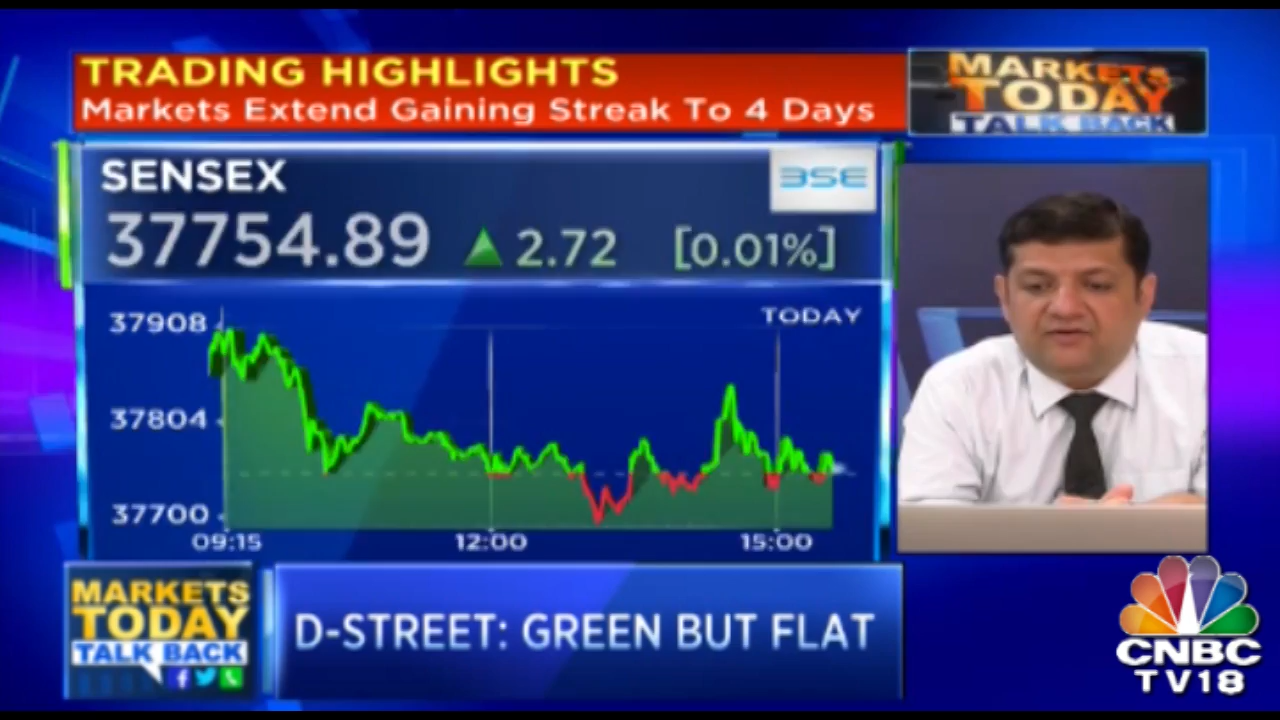 TRADING HIGHLIGHTS
Markets Extend Gaining Streak To 4 Days
MARKETS
TODAY
TALK BACK
SENSEX
BSE
37754.89 ▲ 2.72 [0.01%]
TODAY
37908
37804
37700
09:15 12:00 15:00
MARKETS
TODAY
TALK BACK
D-STREET: GREEN BUT FLAT
CNBC
TV18